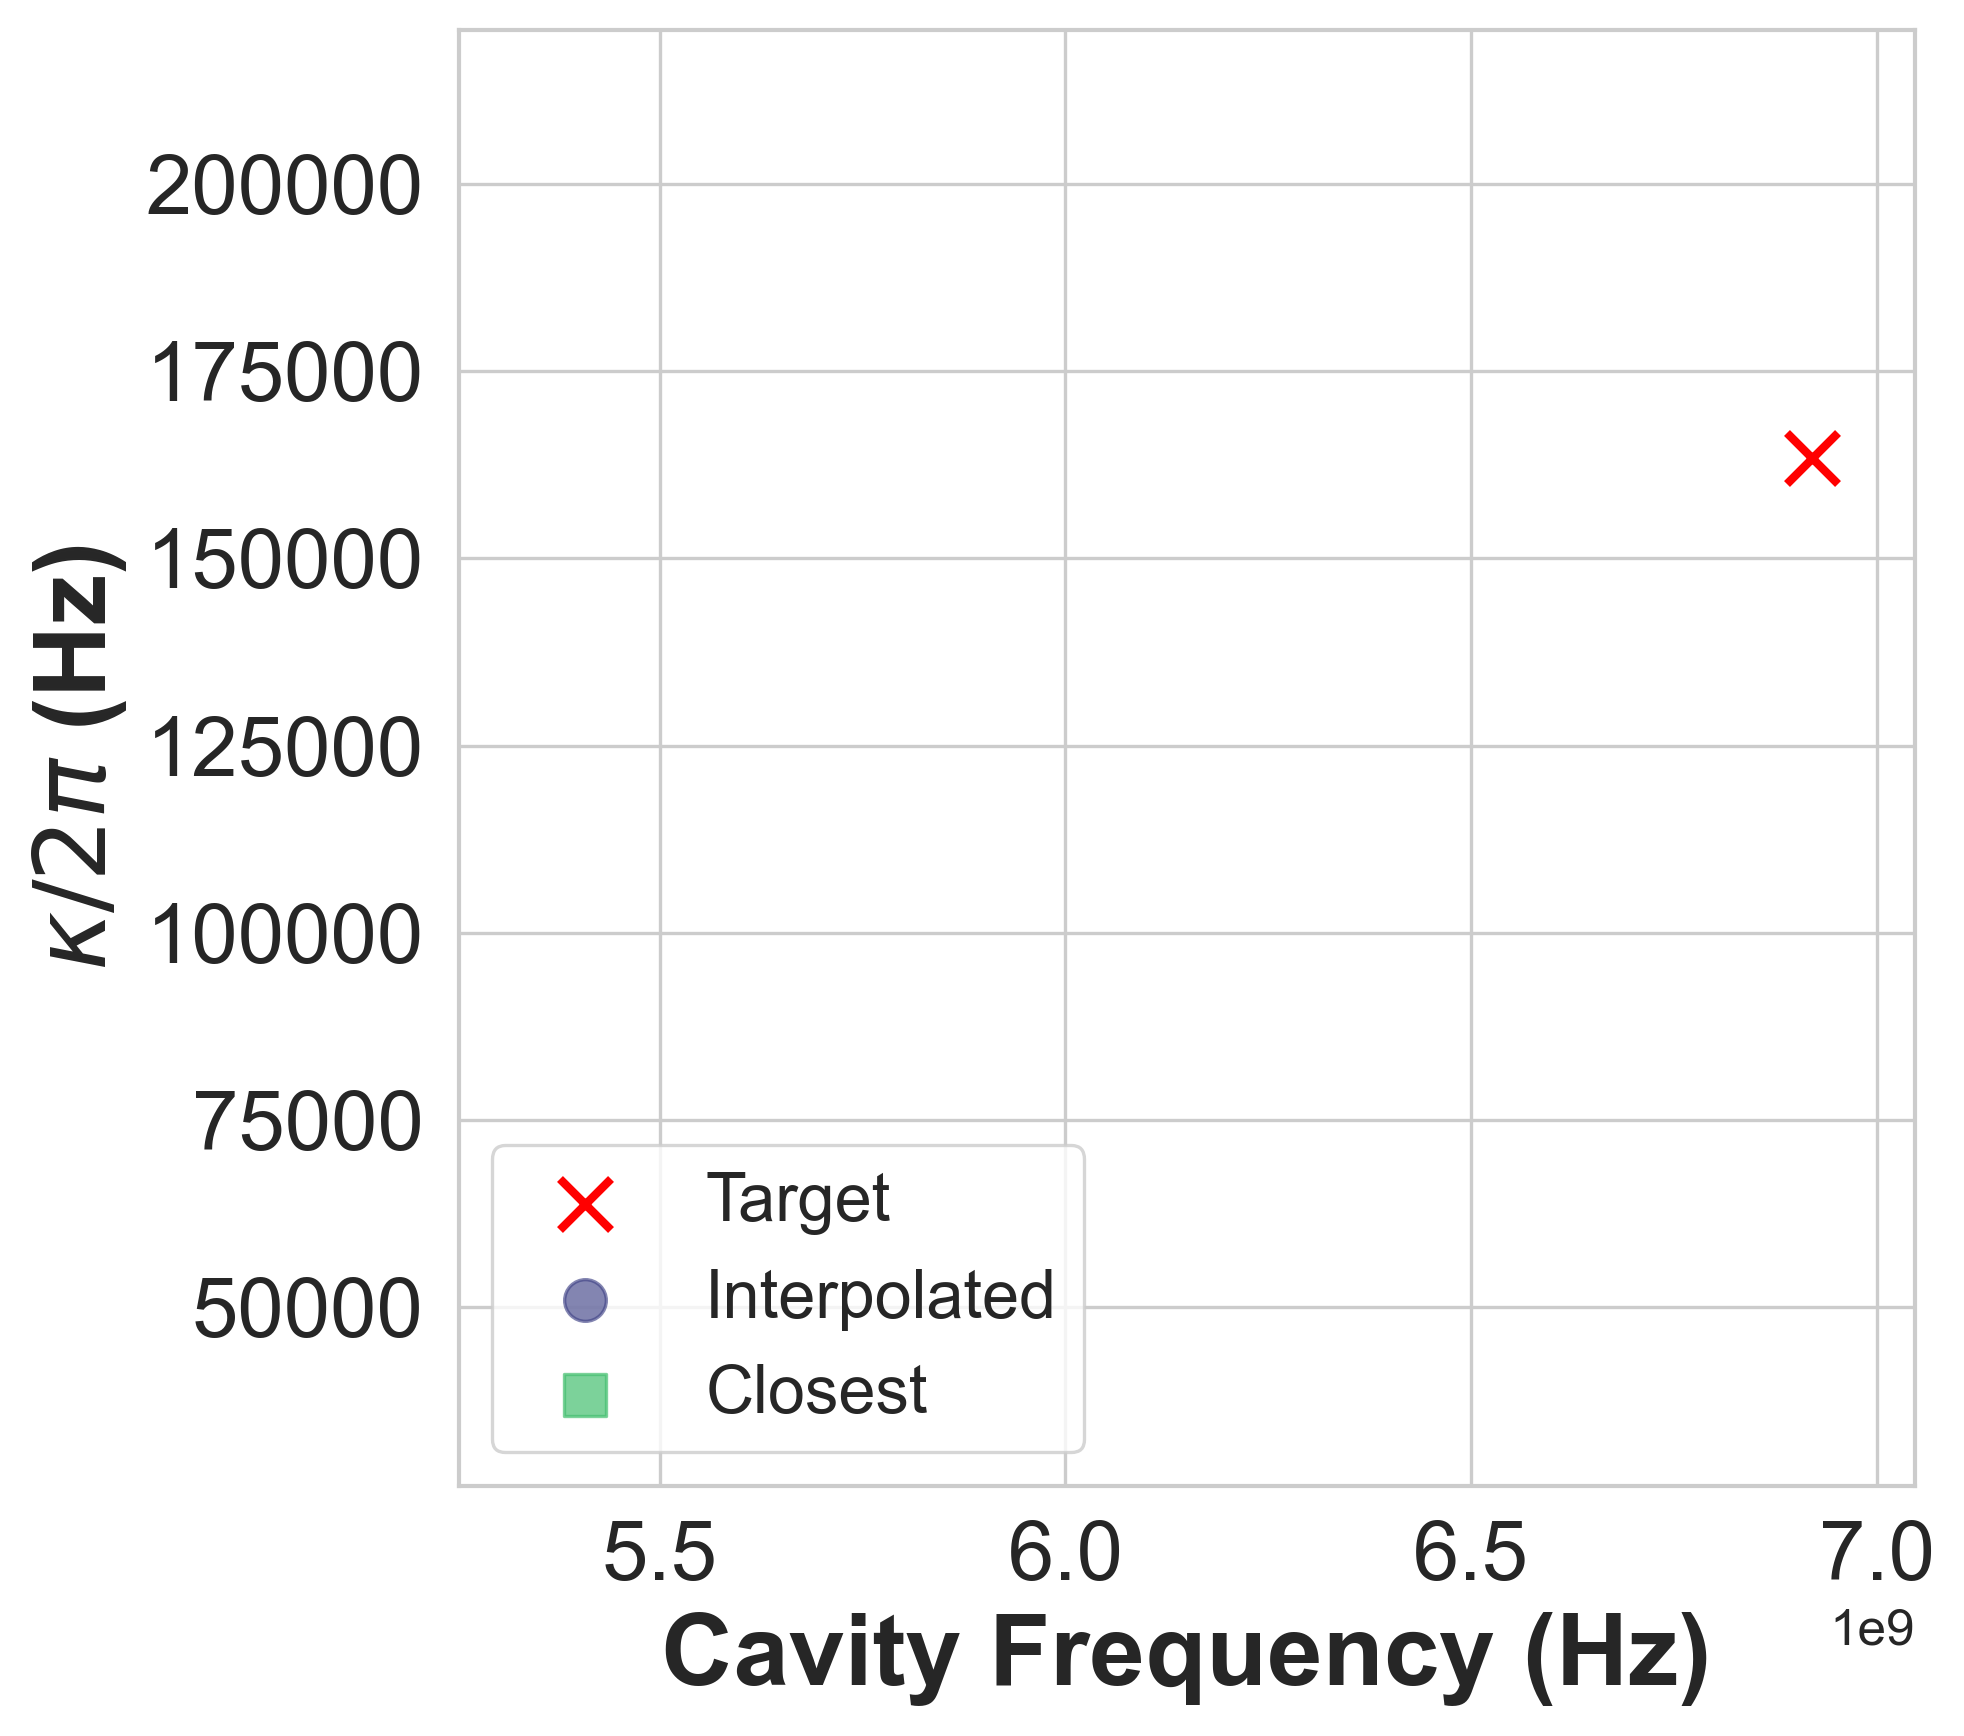 200000
175000
150000
125000
100000
75000
50000
κ/2π (Hz)
Target
Interpolated
Closest
5.5 6.0 6.5 7.0
1e9
Cavity Frequency (Hz)